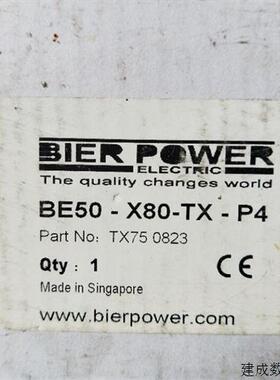 BIER POWER
ELECTRIC
The quality changes world
BE50 - X80-TX - P4
Part No: TX75 0823
Qty : 1
CE
Made in Singapore
www.bierpower.com
建成数